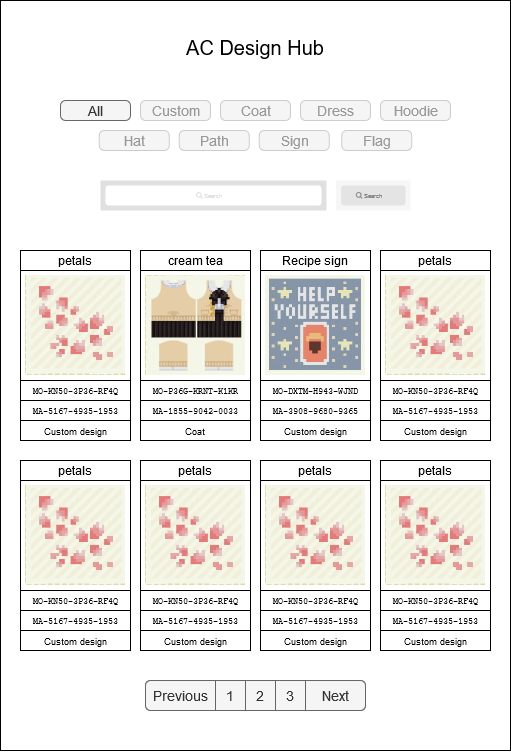 AC Design Hub
All Custom Coat Dress Hoodie
Hat Path Sign Flag
Search Search
petals cream tea Recipe sign petals
HELP
YOURSELF
MO-KN50-3P36-RF4Q MO-P36G-KRNT-K1KR MO-DXTM-H943-WJND MO-KN50-3P36-RF4Q
MA-5167-4935-1953 MA-1855-9042-0033 MA-3908-9680-9365 MA-5167-4935-1953
Custom design Coat Custom design Custom design
petals petals petals petals
MO-KN50-3P36-RF4Q MO-KN50-3P36-RF4Q MO-KN50-3P36-RF4Q MO-KN50-3P36-RF4Q
MA-5167-4935-1953 MA-5167-4935-1953 MA-5167-4935-1953 MA-5167-4935-1953
Custom design Custom design Custom design Custom design
Previous 1 2 3 Next